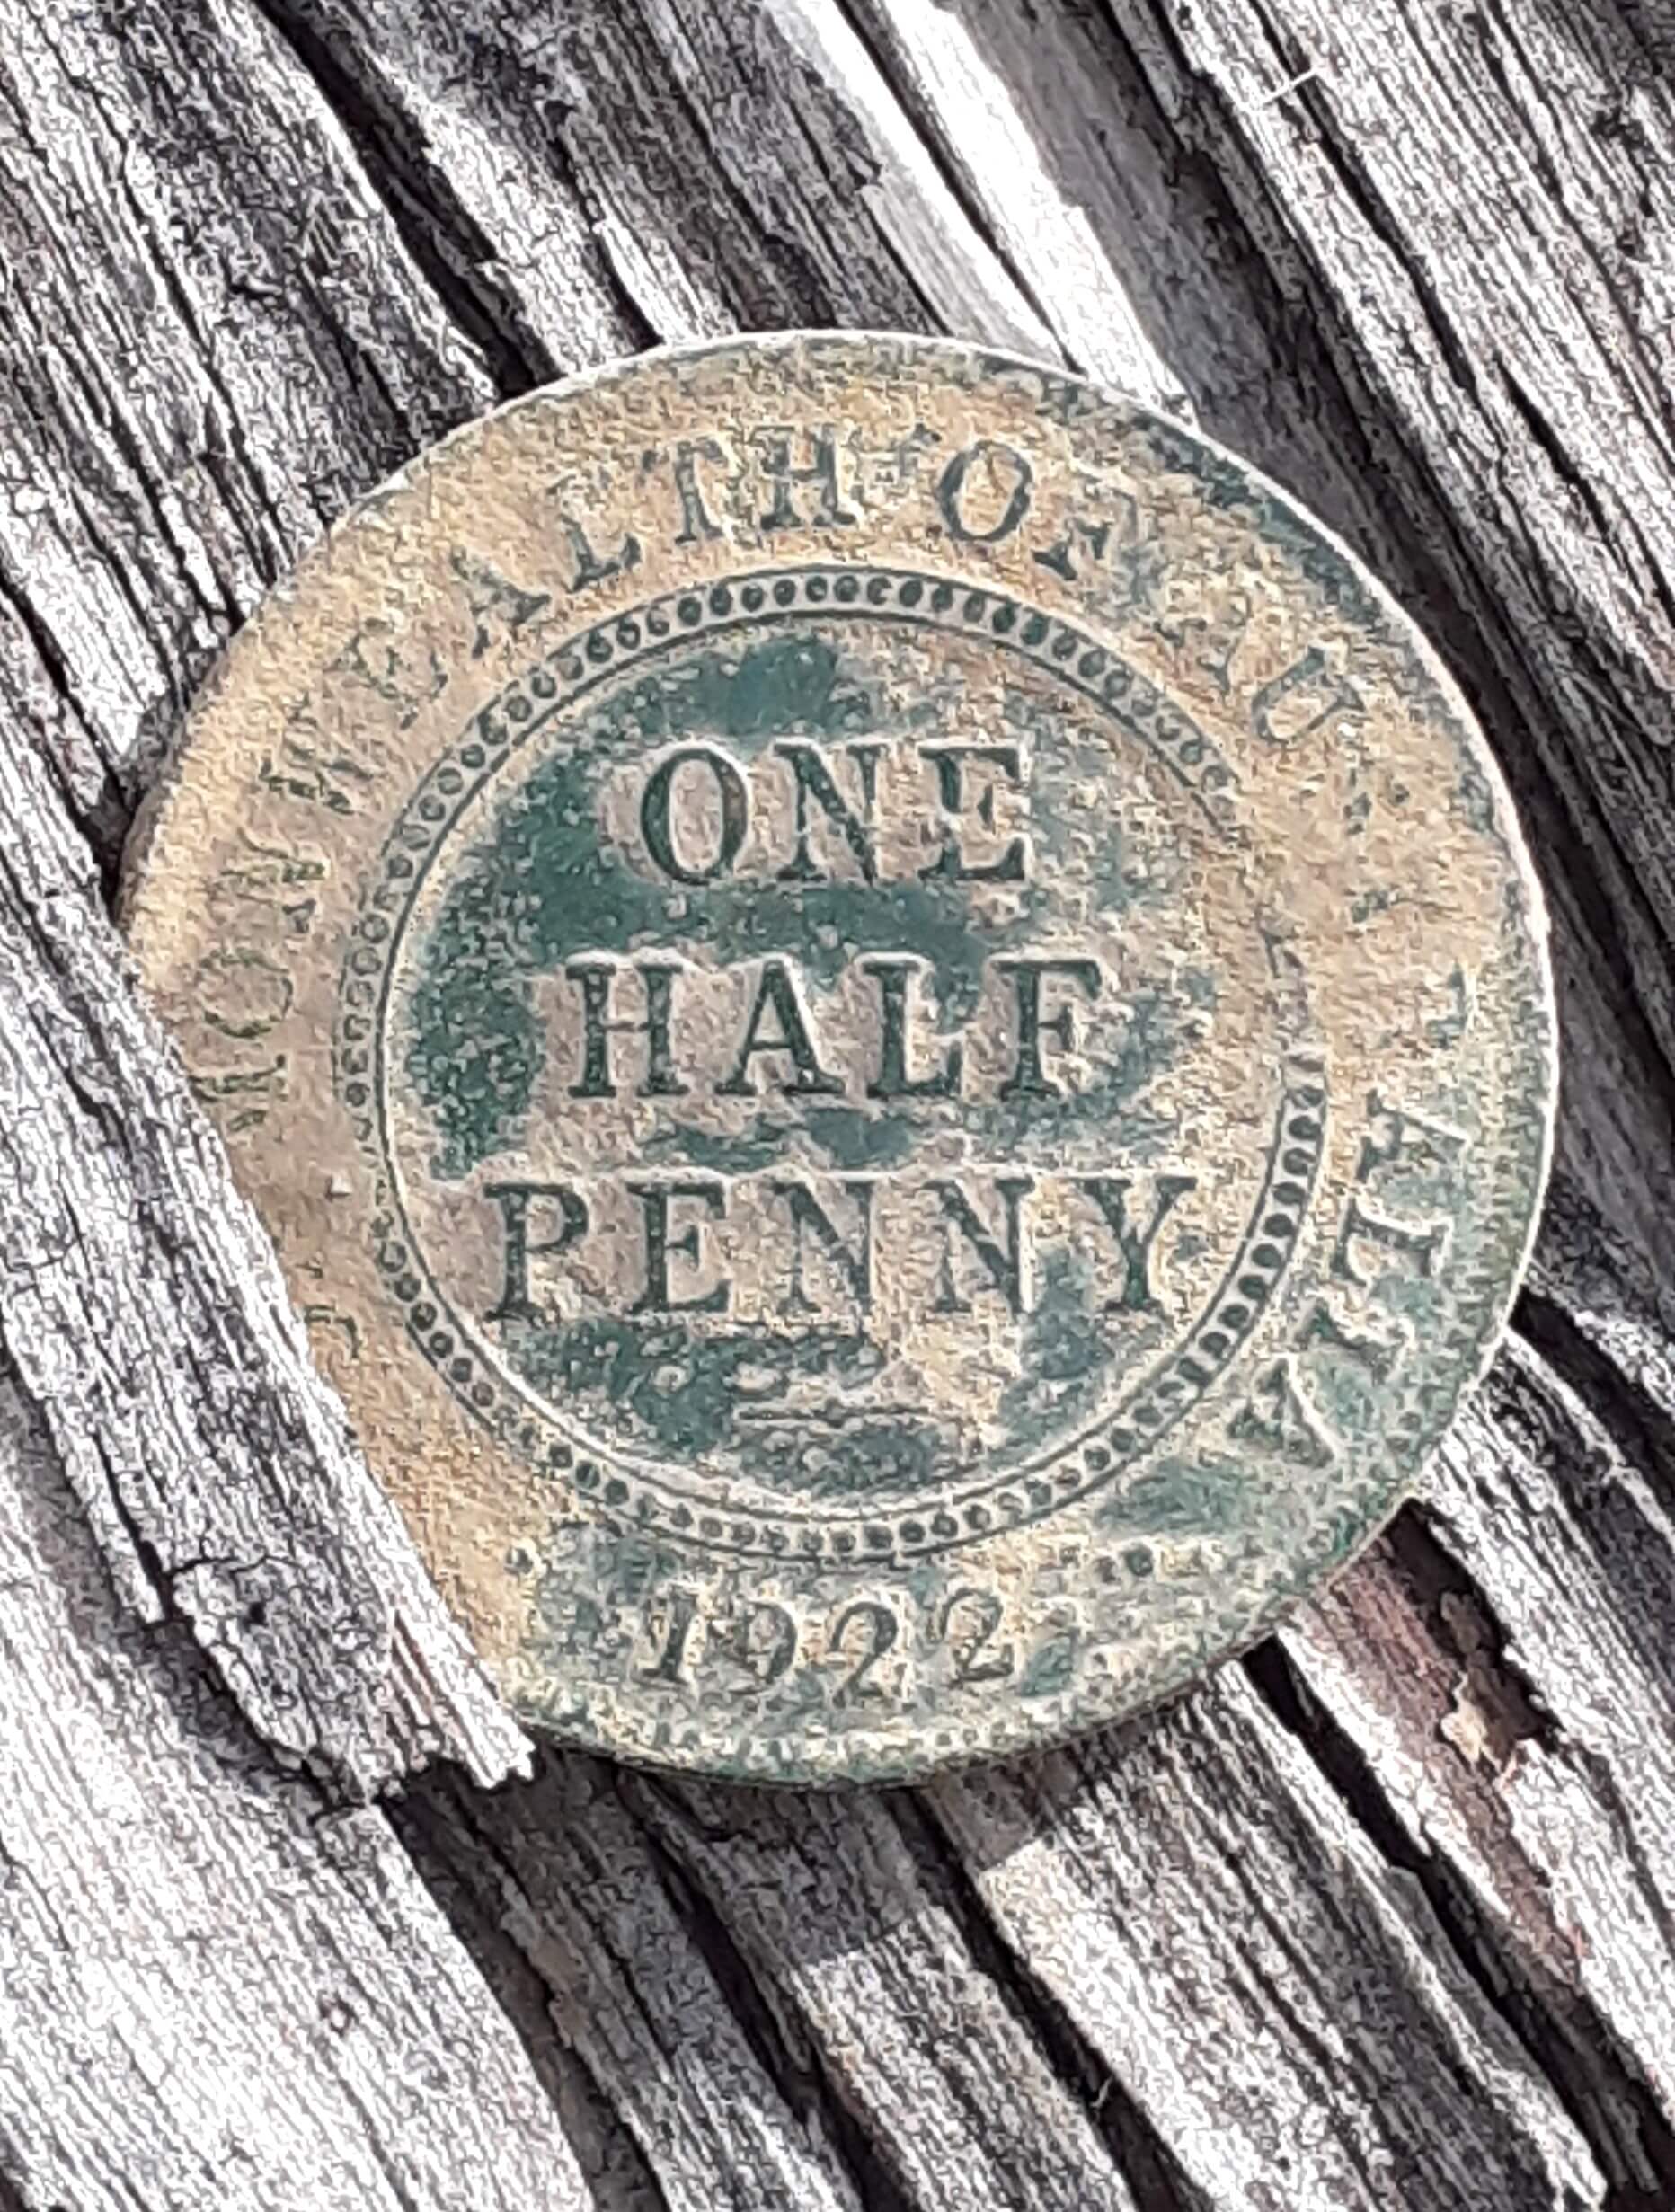 COMMONWEALTH OF AUSTRALIA
ONE
HALF
PENNY
1922